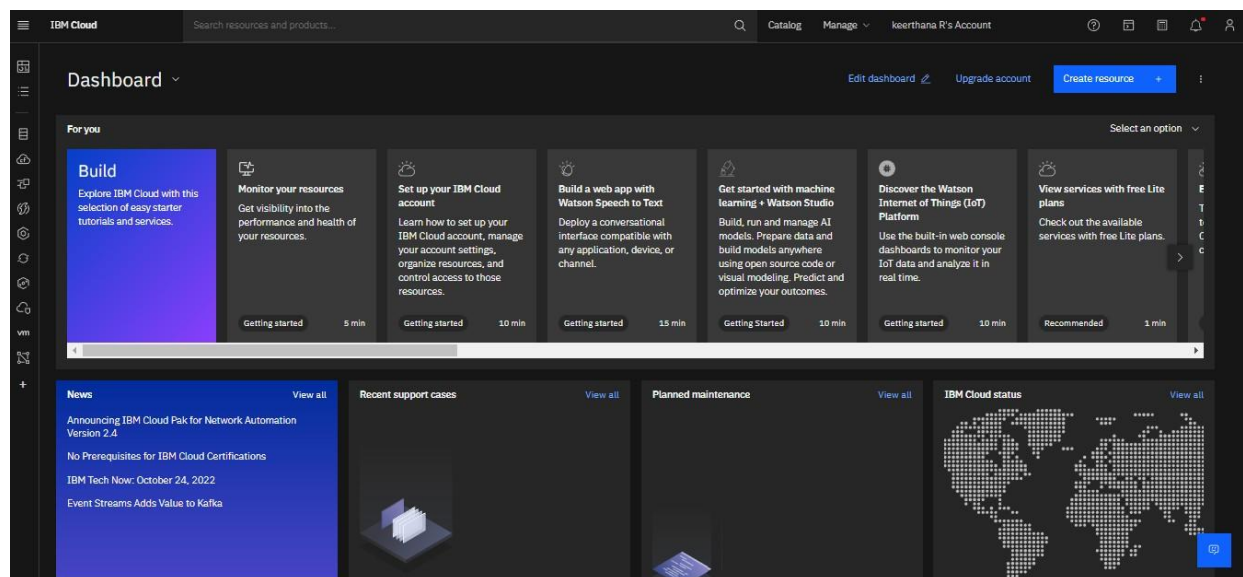 IBM Cloud
Search resources and products...
Catalog
Manage
keerthana R's Account
Dashboard
Edit dashboard
Upgrade account
Create resource +
For you
Select an option
Build
Explore IBM Cloud with this
selection of easy starter
tutorials and services.
Monitor your resources
Get visibility into the
performance and health of
your resources.
Getting started
5 min
Set up your IBM Cloud
account
Learn how to set up your
IBM Cloud account, manage
your account settings,
organize resources, and
control access to those
resources.
Getting started
10 min
Build a web app with
Watson Speech to Text
Deploy a conversational
interface compatible with
any application, device, or
channel.
Getting started
15 min
Get started with machine
learning + Watson Studio
Build, run and manage AI
models. Prepare data and
build models anywhere
using open source code or
visual modeling. Predict and
optimize your outcomes.
Getting Started
10 min
Discover the Watson
Internet of Things (IoT)
Platform
Use the built-in web console
dashboards to monitor your
IoT data and analyze it in
real time.
Getting started
10 min
View services with free Lite
plans
Check out the available
services with free Lite plans.
Recommended
1 min
vm
News
View all
Announcing IBM Cloud Pak for Network Automation
Version 2.4
No Prerequisites for IBM Cloud Certifications
IBM Tech Now: October 24, 2022
Event Streams Adds Value to Kafka
Recent support cases
View all
Planned maintenance
View all
IBM Cloud status
View all